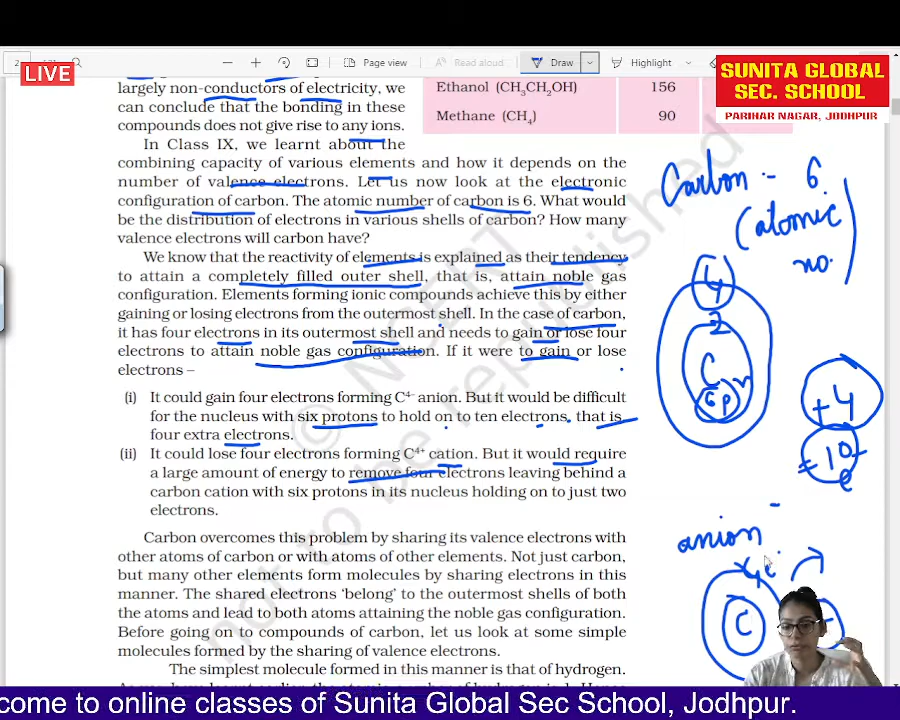 LIVE
Page view
Read aloud
Draw
Highlight
SUNITA GLOBAL
SEC. SCHOOL
PARIHAR NAGAR, JODHPUR
largely non-conductors of electricity, we
can conclude that the bonding in these
compounds does not give rise to any ions.
Ethanol (CH₃CH₂OH) 156
Methane (CH₄) 90
In Class IX, we learnt about the
combining capacity of various elements and how it depends on the
number of valence electrons. Let us now look at the electronic
configuration of carbon. The atomic number of carbon is 6. What would
be the distribution of electrons in various shells of carbon? How many
valence electrons will carbon have?
We know that the reactivity of elements is explained as their tendency
to attain a completely filled outer shell, that is, attain noble gas
configuration. Elements forming ionic compounds achieve this by either
gaining or losing electrons from the outermost shell. In the case of carbon,
it has four electrons in its outermost shell and needs to gain or lose four
electrons to attain noble gas configuration. If it were to gain or lose
electrons –
(i) It could gain four electrons forming C⁴⁻ anion. But it would be difficult
for the nucleus with six protons to hold on to ten electrons, that is,
four extra electrons.
(ii) It could lose four electrons forming C⁴⁺ cation. But it would require
a large amount of energy to remove four electrons leaving behind a
carbon cation with six protons in its nucleus holding on to just two
electrons.
Carbon overcomes this problem by sharing its valence electrons with
other atoms of carbon or with atoms of other elements. Not just carbon,
but many other elements form molecules by sharing electrons in this
manner. The shared electrons ‘belong’ to the outermost shells of both
the atoms and lead to both atoms attaining the noble gas configuration.
Before going on to compounds of carbon, let us look at some simple
molecules formed by the sharing of valence electrons.
The simplest molecule formed in this manner is that of hydrogen.
© NCERT
not to be republished
Carbon - 6
(atomic
no.
4
2
C
6p
+4
= 10
e
anion -
C
come to online classes of Sunita Global Sec School, Jodhpur.